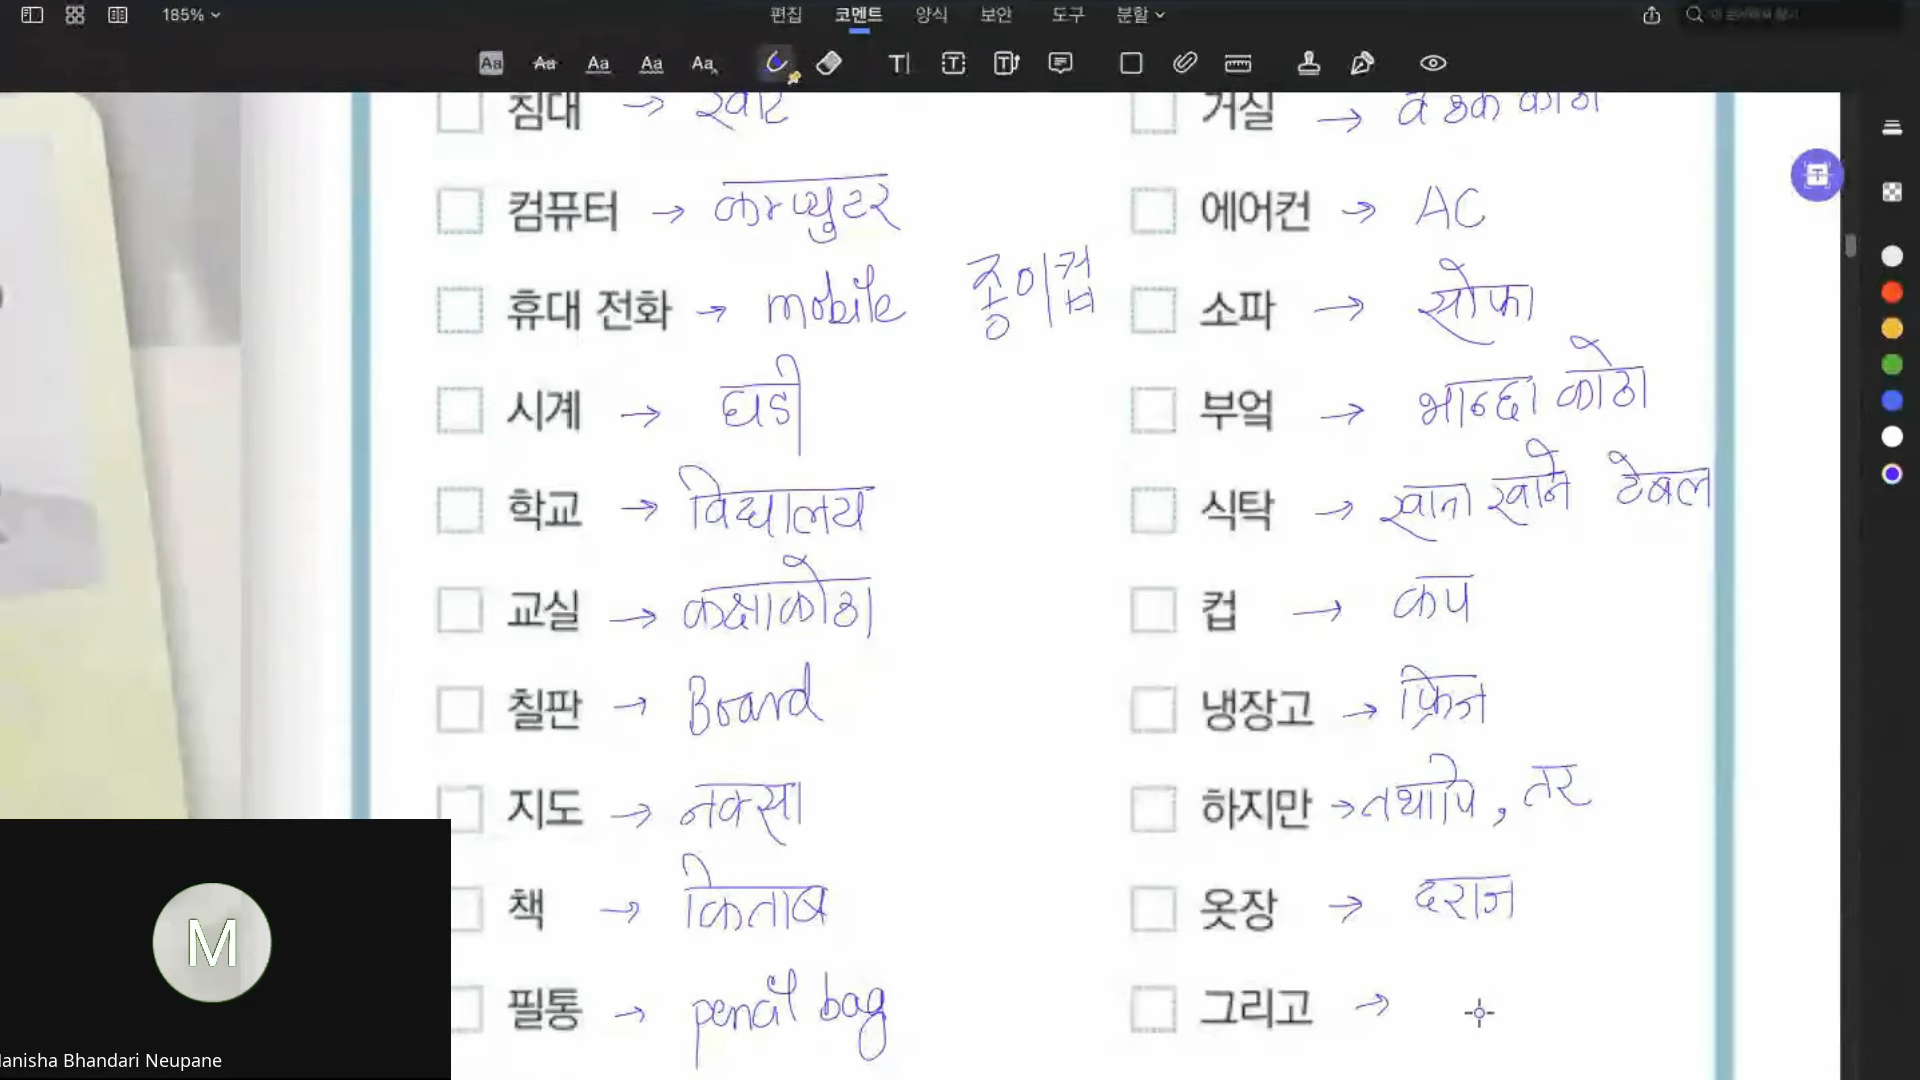 185%
편집 코멘트 양식 보안 도구 분할
침대 → खाट
거실 → बैठक कोठा
컴퓨터 → कम्प्युटर
에어컨 → AC
휴대 전화 → mobile
종이컵
소파 → सोफा
시계 → घडी
부엌 → भान्छा कोठा
학교 → विद्यालय
식탁 → खाना खाने टेबल
교실 → कक्षाकोठा
컵 → कप
칠판 → Board
냉장고 → फ्रिज
지도 → नक्सा
하지만 → तथापि, तर
책 → किताब
옷장 → दराज
필통 → pencil bag
그리고 →
M
anisha Bhandari Neupane